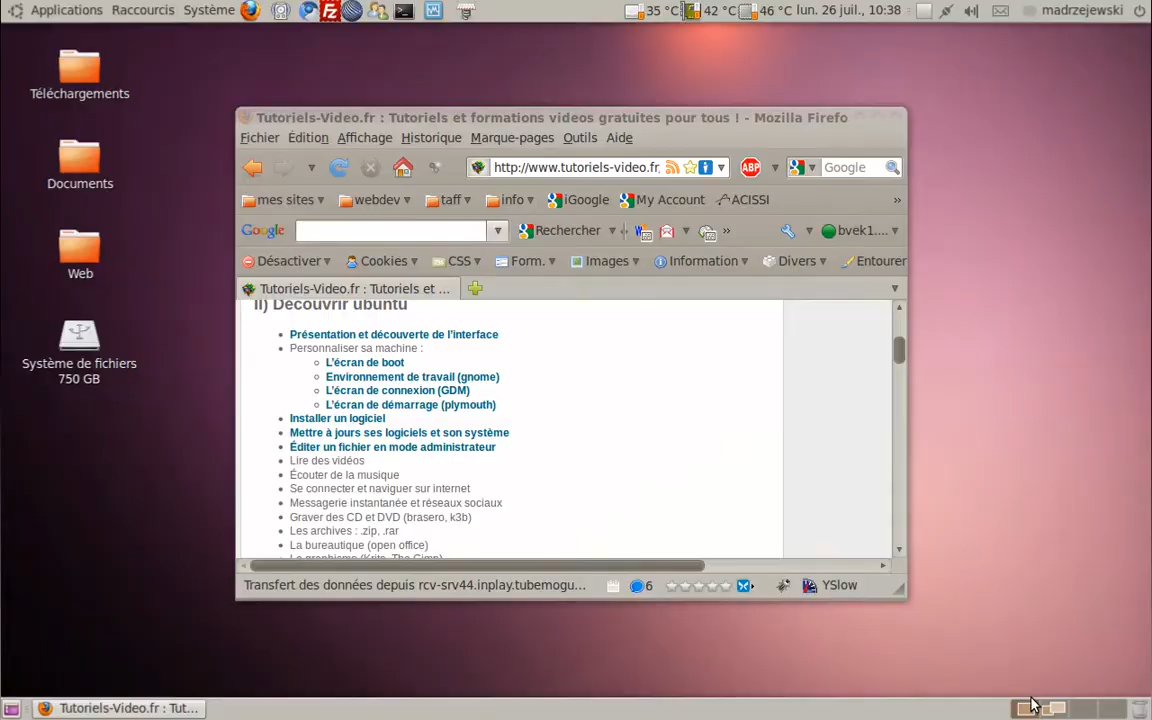 Applications Raccourcis Système 35 °C 42 °C 46 °C lun. 26 juil., 10:38 madrzejewski
Téléchargements
Documents
Web
Système de fichiers
750 GB
Tutoriels-Video.fr : Tutoriels et formations videos gratuites pour tous ! - Mozilla Firefo
Fichier Édition Affichage Historique Marque-pages Outils Aide
http://www.tutoriels-video.fr, ABP Google
mes sites webdev taff info iGoogle My Account ACISSI »
Google Rechercher » bvek1....
Désactiver Cookies CSS Form. Images Information Divers Entourer
Tutoriels-Video.fr : Tutoriels et ...
II) Découvrir ubuntu
Présentation et découverte de l'interface
Personnaliser sa machine :
L'écran de boot
Environnement de travail (gnome)
L'écran de connexion (GDM)
L'écran de démarrage (plymouth)
Installer un logiciel
Mettre à jours ses logiciels et son système
Éditer un fichier en mode administrateur
Lire des vidéos
Écouter de la musique
Se connecter et naviguer sur internet
Messagerie instantanée et réseaux sociaux
Graver des CD et DVD (brasero, k3b)
Les archives : .zip, .rar
La bureautique (open office)
Le graphisme (Krita, The Gimp)
Transfert des données depuis rcv-srv44.inplay.tubemogu... 6 YSlow
Tutoriels-Video.fr : Tut...